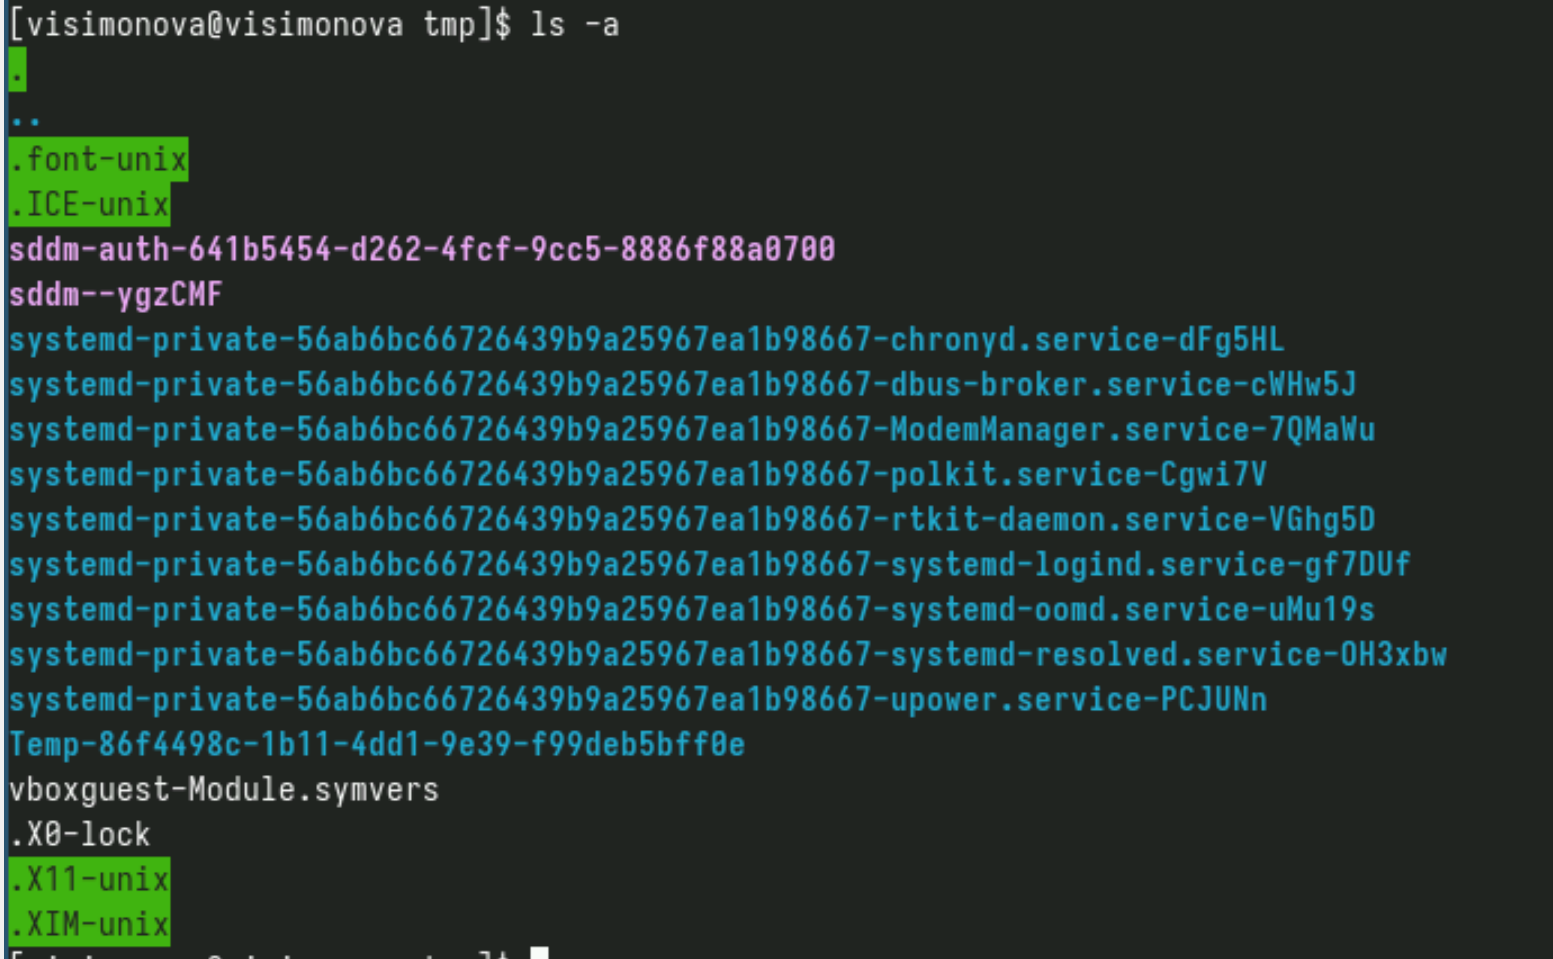 [visimonova@visimonova tmp]$ ls -a
.
..
.font-unix
.ICE-unix
sddm-auth-641b5454-d262-4fcf-9cc5-8886f88a0700
sddm--ygzCMF
systemd-private-56ab6bc66726439b9a25967ea1b98667-chronyd.service-dFg5HL
systemd-private-56ab6bc66726439b9a25967ea1b98667-dbus-broker.service-cWHw5J
systemd-private-56ab6bc66726439b9a25967ea1b98667-ModemManager.service-7QMaWu
systemd-private-56ab6bc66726439b9a25967ea1b98667-polkit.service-Cgwi7V
systemd-private-56ab6bc66726439b9a25967ea1b98667-rtkit-daemon.service-VGhg5D
systemd-private-56ab6bc66726439b9a25967ea1b98667-systemd-logind.service-gf7DUf
systemd-private-56ab6bc66726439b9a25967ea1b98667-systemd-oomd.service-uMu19s
systemd-private-56ab6bc66726439b9a25967ea1b98667-systemd-resolved.service-OH3xbw
systemd-private-56ab6bc66726439b9a25967ea1b98667-upower.service-PCJUNn
Temp-86f4498c-1b11-4dd1-9e39-f99deb5bff0e
vboxguest-Module.symvers
.X0-lock
.X11-unix
.XIM-unix